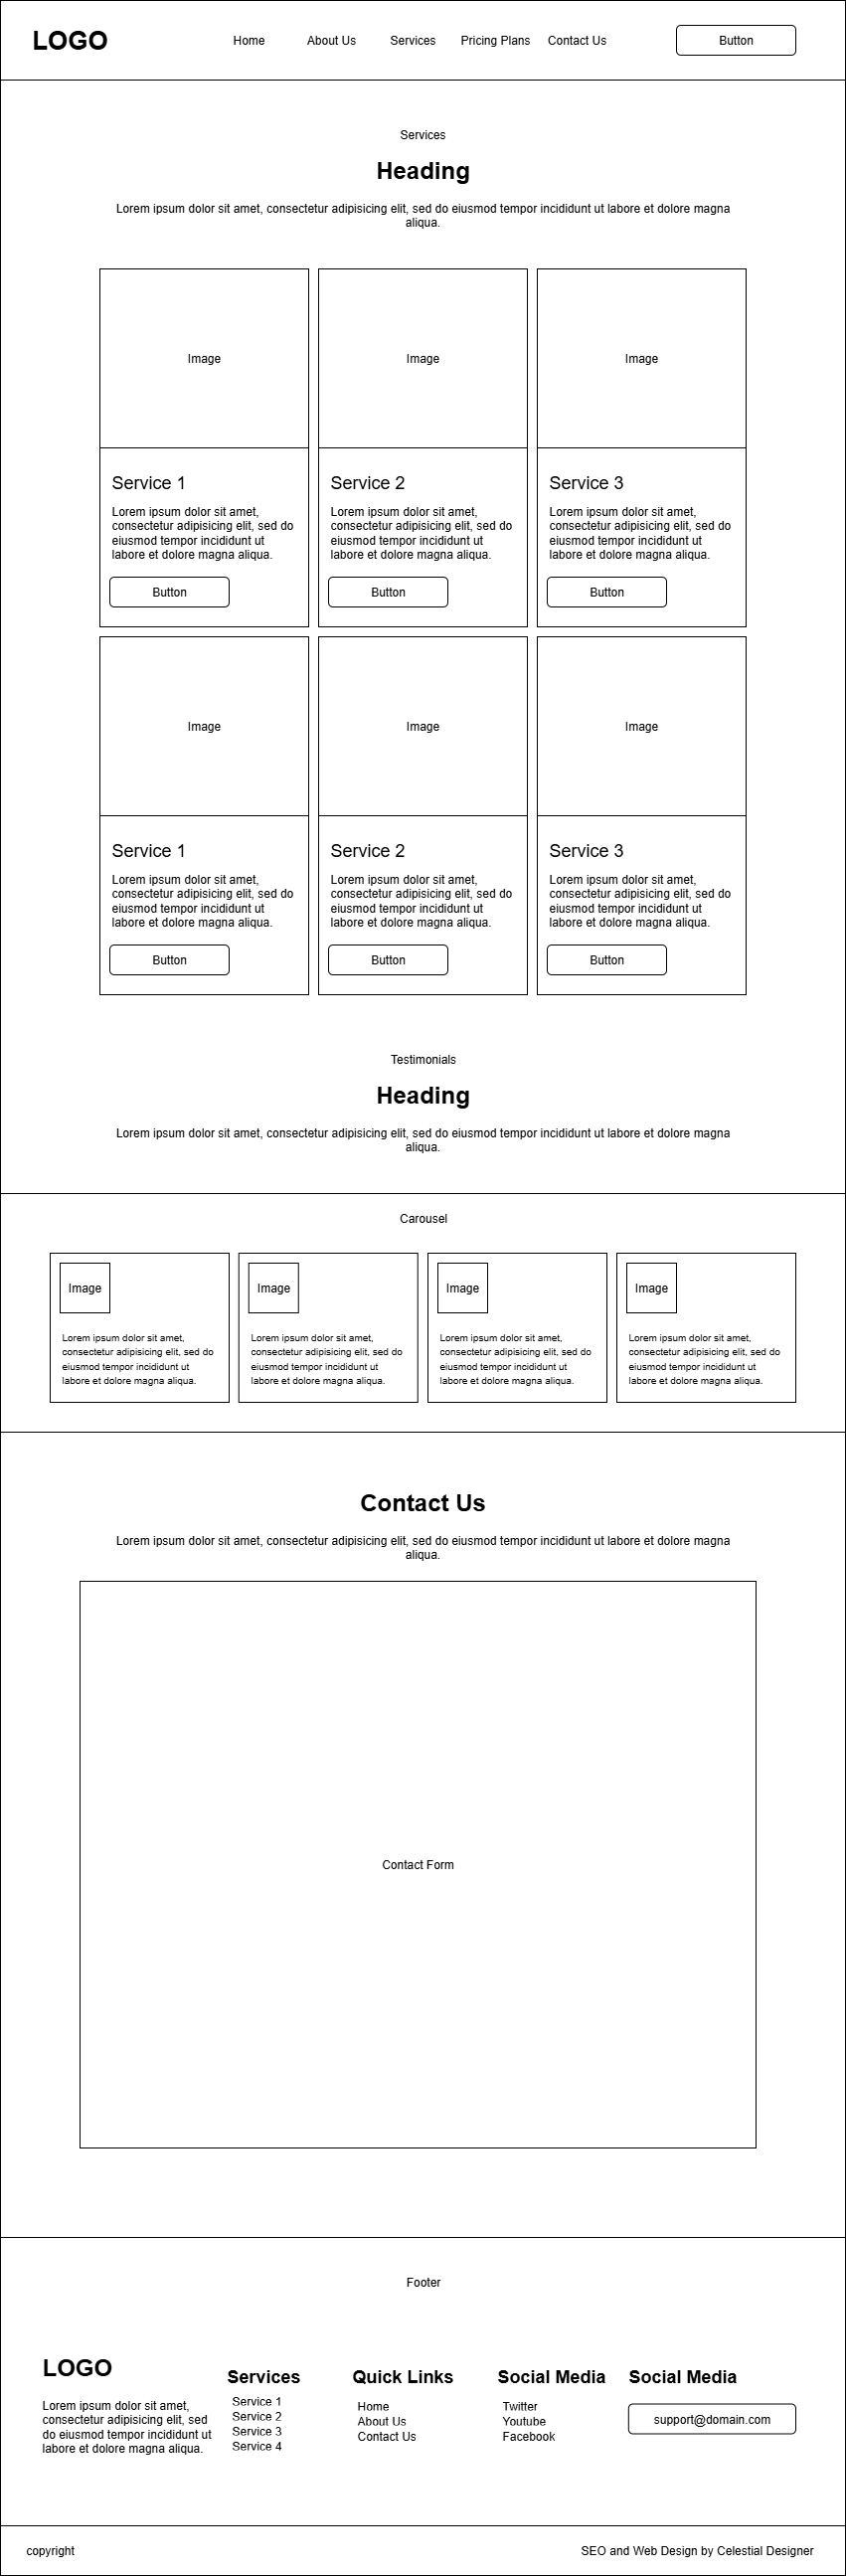 LOGO
Home
About Us
Services
Pricing Plans
Contact Us
Button
Services
Heading
Lorem ipsum dolor sit amet, consectetur adipisicing elit, sed do eiusmod tempor incididunt ut labore et dolore magna
aliqua.
Image
Image
Image
Service 1
Lorem ipsum dolor sit amet,
consectetur adipisicing elit, sed do
eiusmod tempor incididunt ut
labore et dolore magna aliqua.
Button
Service 2
Lorem ipsum dolor sit amet,
consectetur adipisicing elit, sed do
eiusmod tempor incididunt ut
labore et dolore magna aliqua.
Button
Service 3
Lorem ipsum dolor sit amet,
consectetur adipisicing elit, sed do
eiusmod tempor incididunt ut
labore et dolore magna aliqua.
Button
Image
Image
Image
Service 1
Lorem ipsum dolor sit amet,
consectetur adipisicing elit, sed do
eiusmod tempor incididunt ut
labore et dolore magna aliqua.
Button
Service 2
Lorem ipsum dolor sit amet,
consectetur adipisicing elit, sed do
eiusmod tempor incididunt ut
labore et dolore magna aliqua.
Button
Service 3
Lorem ipsum dolor sit amet,
consectetur adipisicing elit, sed do
eiusmod tempor incididunt ut
labore et dolore magna aliqua.
Button
Testimonials
Heading
Lorem ipsum dolor sit amet, consectetur adipisicing elit, sed do eiusmod tempor incididunt ut labore et dolore magna
aliqua.
Carousel
Image
Lorem ipsum dolor sit amet,
consectetur adipisicing elit, sed do
eiusmod tempor incididunt ut
labore et dolore magna aliqua.
Image
Lorem ipsum dolor sit amet,
consectetur adipisicing elit, sed do
eiusmod tempor incididunt ut
labore et dolore magna aliqua.
Image
Lorem ipsum dolor sit amet,
consectetur adipisicing elit, sed do
eiusmod tempor incididunt ut
labore et dolore magna aliqua.
Image
Lorem ipsum dolor sit amet,
consectetur adipisicing elit, sed do
eiusmod tempor incididunt ut
labore et dolore magna aliqua.
Contact Us
Lorem ipsum dolor sit amet, consectetur adipisicing elit, sed do eiusmod tempor incididunt ut labore et dolore magna
aliqua.
Contact Form
Footer
LOGO
Lorem ipsum dolor sit amet,
consectetur adipisicing elit, sed
do eiusmod tempor incididunt ut
labore et dolore magna aliqua.
Services
Service 1
Service 2
Service 3
Service 4
Quick Links
Home
About Us
Contact Us
Social Media
Twitter
Youtube
Facebook
Social Media
support@domain.com
copyright
SEO and Web Design by Celestial Designer